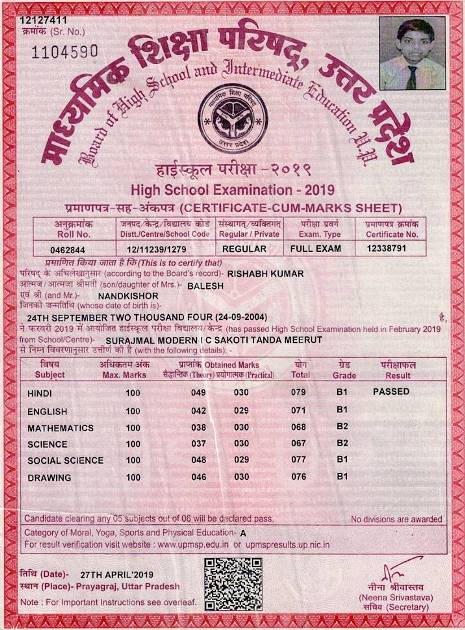 12127411
क्रमांक (Sr. No.)
1104590
माध्यमिक शिक्षा परिषद्, उत्तर प्रदेश
Board of High School and Intermediate Education U.P.
हाईस्कूल परीक्षा -२०१९
High School Examination - 2019
प्रमाणपत्र-सह-अंकपत्र (CERTIFICATE-CUM-MARKS SHEET)
अनुक्रमांक जनपद/केन्द्र/विद्यालय कोड संस्थागत/व्यक्तिगत परीक्षा प्रवर्ग प्रमाणपत्र क्रमांक
Roll No. Distt./Centre/School Code Regular / Private Exam. Type Certificate No.
0462844 12/11239/1279 REGULAR FULL EXAM 12338791
प्रमाणित किया जाता है कि(This is to certify that)
परिषद् के अभिलेखानुसार (according to the Board's record)- RISHABH KUMAR
आत्मज/आत्मजा श्रीमती (son/daughter of Mrs.)- BALESH
एवं श्री (and Mr.)- NANDKISHOR
जिनकी जन्मतिथि (whose date of birth is)-
24TH SEPTEMBER TWO THOUSAND FOUR (24-09-2004) है,
ने फरवरी 2019 में आयोजित हाईस्कूल परीक्षा विद्यालय/केन्द्र (has passed High School Examination held in February 2019
from School/Centre)- SURAJMAL MODERN I C SAKOTI TANDA MEERUT
से निम्न विवरणानुसार उत्तीर्ण की है (with the following details) -
विषय अधिकतम अंक प्राप्तांक Obtained Marks योग ग्रेड परीक्षाफल
Subject Max. Marks सैद्धान्तिक (Theory) प्रयोगात्मक (Practical) Total Grade Result
HINDI 100 049 030 079 B1 PASSED
ENGLISH 100 042 029 071 B1
MATHEMATICS 100 038 030 068 B2
SCIENCE 100 037 030 067 B2
SOCIAL SCIENCE 100 048 029 077 B1
DRAWING 100 046 030 076 B1
Candidate clearing any 05 subjects out of 06 will be declared pass. No divisions are awarded
Category of Moral, Yoga, Sports and Physical Education- A
For result verification visit website : www.upmsp.edu.in or upmspresults.up.nic.in
तिथि (Date)- 27TH APRIL'2019
स्थान (Place)- Prayagraj, Uttar Pradesh
Note : For Important Instructions see overleaf.
नीना श्रीवास्तव
(Neena Srivastava)
सचिव (Secretary)